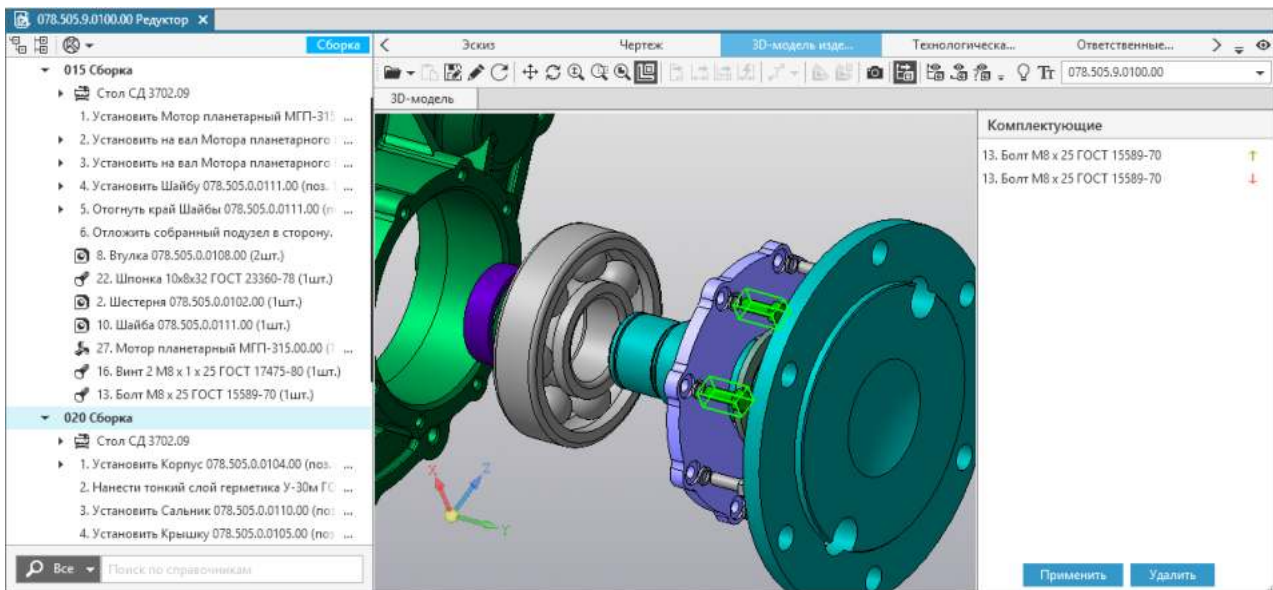 078.505.9.0100.00 Редуктор
Сборка
Эскиз
Чертеж
3D-модель изде...
Технологическа...
Ответственные...
078.505.9.0100.00
3D-модель
015 Сборка
Стол СД 3702.09
1. Установить Мотор планетарный МГП-315 ...
2. Установить на вал Мотора планетарного ...
3. Установить на вал Мотора планетарного ...
4. Установить Шайбу 078.505.0.0111.00 (поз. ...
5. Отогнуть край Шайбы 078.505.0.0111.00 ...
6. Отложить собранный подузел в сторону.
8. Втулка 078.505.0.0108.00 (2шт.)
22. Шпонка 10х8х32 ГОСТ 23360-78 (1шт.)
2. Шестерня 078.505.0.0102.00 (1шт.)
10. Шайба 078.505.0.0111.00 (1шт.)
27. Мотор планетарный МГП-315.00.00 ...
16. Винт 2 М8 х 1 х 25 ГОСТ 17475-80 (1шт.)
13. Болт М8 х 25 ГОСТ 15589-70 (1шт.)
020 Сборка
Стол СД 3702.09
1. Установить Корпус 078.505.0.0104.00 (поз. ...
2. Нанести тонкий слой герметика У-30м ...
3. Установить Сальник 078.505.0.0110.00 ...
4. Установить Крышку 078.505.0.0105.00 ...
Все
Поиск по справочникам
X
Z
Y
Комплектующие
13. Болт М8 х 25 ГОСТ 15589-70
13. Болт М8 х 25 ГОСТ 15589-70
Применить
Удалить